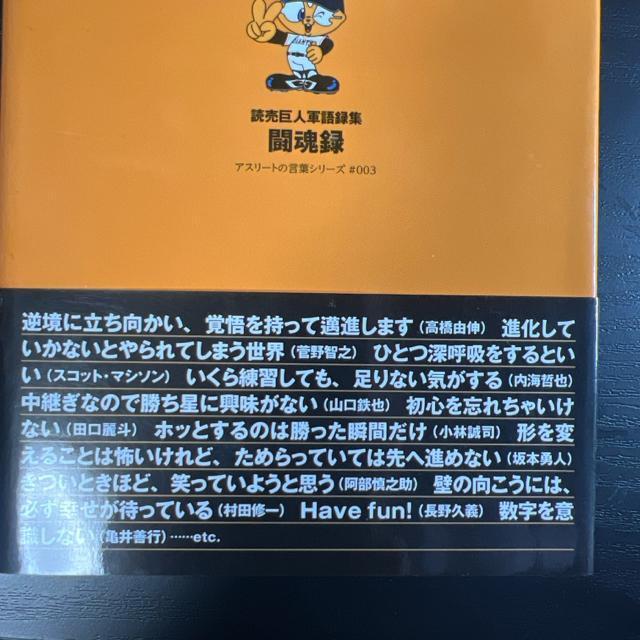 GIANTS
読売巨人軍語録集
闘魂録
アスリートの言葉シリーズ #003
逆境に立ち向かい、覚悟を持って邁進します(高橋由伸) 進化して
いかないとやられてしまう世界(菅野智之) ひとつ深呼吸をするとい
い(スコット・マシソン) いくら練習しても、足りない気がする(内海哲也)
中継ぎなので勝ち星に興味がない(山口鉄也) 初心を忘れちゃいけ
ない(田口麗斗) ホッとするのは勝った瞬間だけ(小林誠司) 形を変
えることは怖いけれど、ためらっていては先へ進めない(坂本勇人)
きついときほど、笑っていようと思う(阿部慎之助) 壁の向こうには、
必ず幸せが待っている(村田修一) Have fun!(長野久義) 数字を意
識しない(亀井善行)……etc.